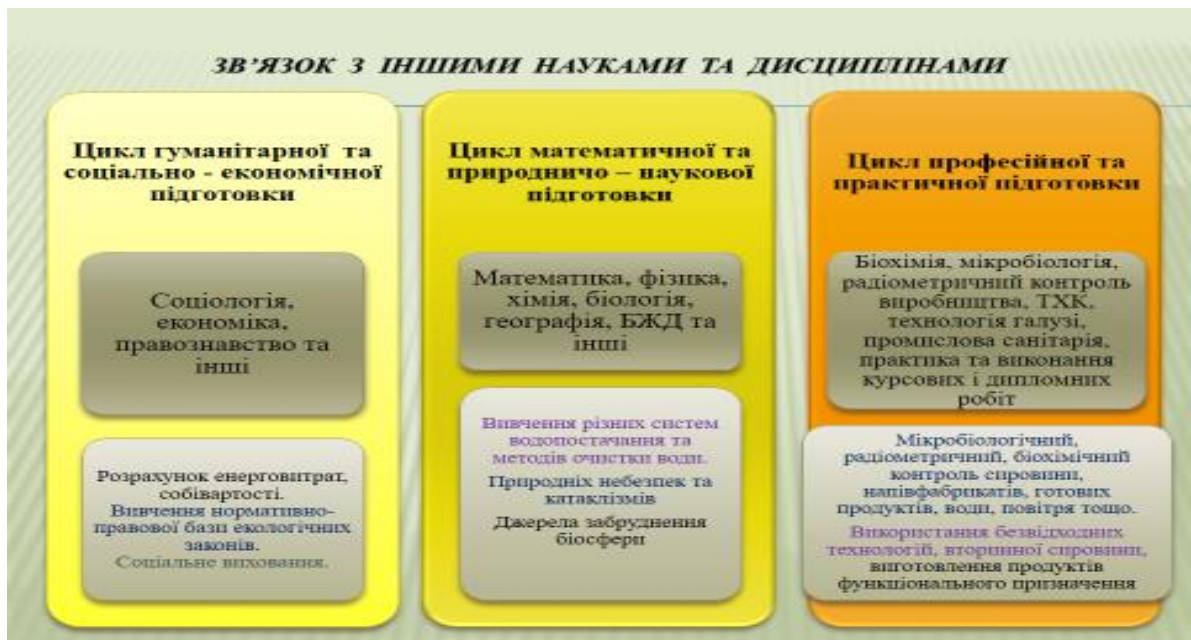 ЗВ’ЯЗОК З ІНШИМИ НАУКАМИ ТА ДИСЦИПЛІНАМИ
Цикл гуманітарної та
соціально - економічної
підготовки
Соціологія,
економіка,
правознавство та
інші
Розрахунок енерговитрат,
собівартості.
Вивчення нормативно-
правової бази екологічних
законів.
Соціальне виховання.
Цикл математичної та
природничо – наукової
підготовки
Математика, фізика,
хімія, біологія,
географія, БЖД та
інші
Вивчення різних систем
водопостачання та
методів очистки води.
Природніх небезпек та
катаклізмів
Джерела забруднення
біосфери
Цикл професійної та
практичної підготовки
Біохімія, мікробіологія,
радіометричний контроль
виробництва, ТХК,
технологія галузі,
промислова санітарія,
практика та виконання
курсових і дипломних
робіт
Мікробіологічний,
радіометричний, біохімічний
контроль сировини,
напівфабрикатів, готових
продуктів, води, повітря тощо.
Використання безвідходних
технологій, вторинної сировини,
виготовлення продуктів
функціонального призначення